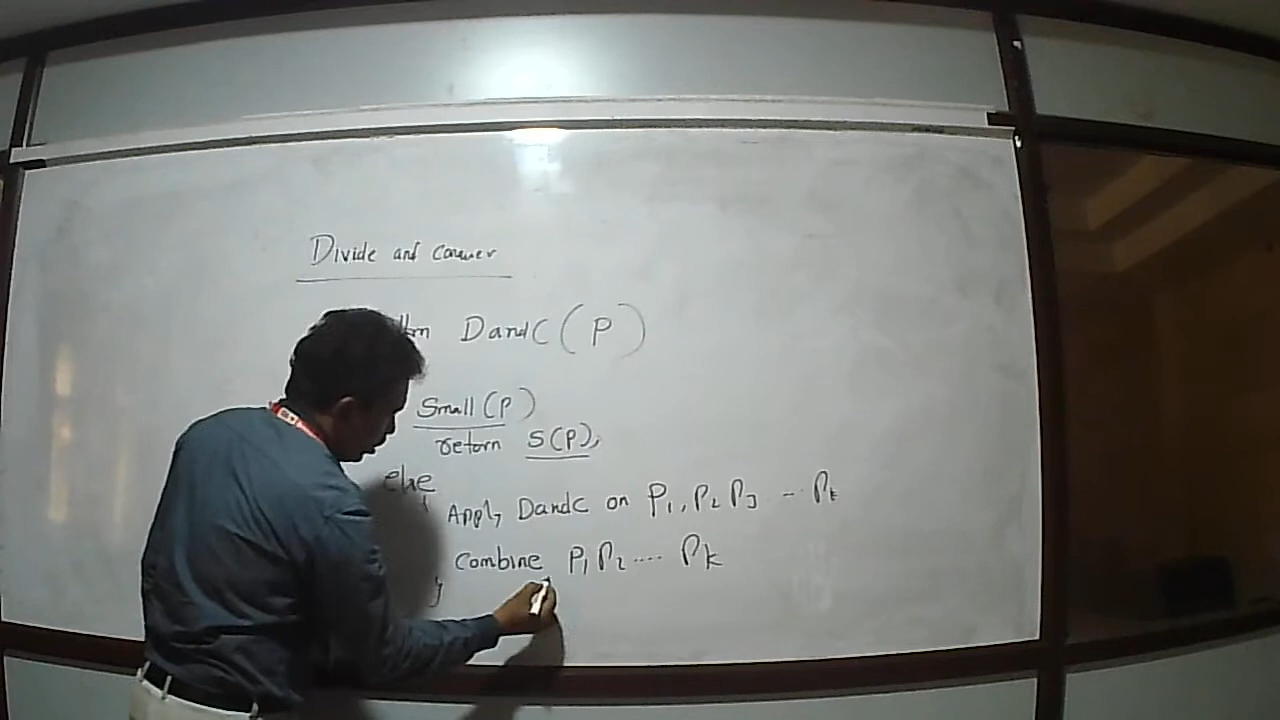 Divide and Conquer
DandC (P)
Small (P)
return S(P),
else
{ Apply DandC on P1, P2 P3 -- Pk
Combine P1 P2 .... Pk
}